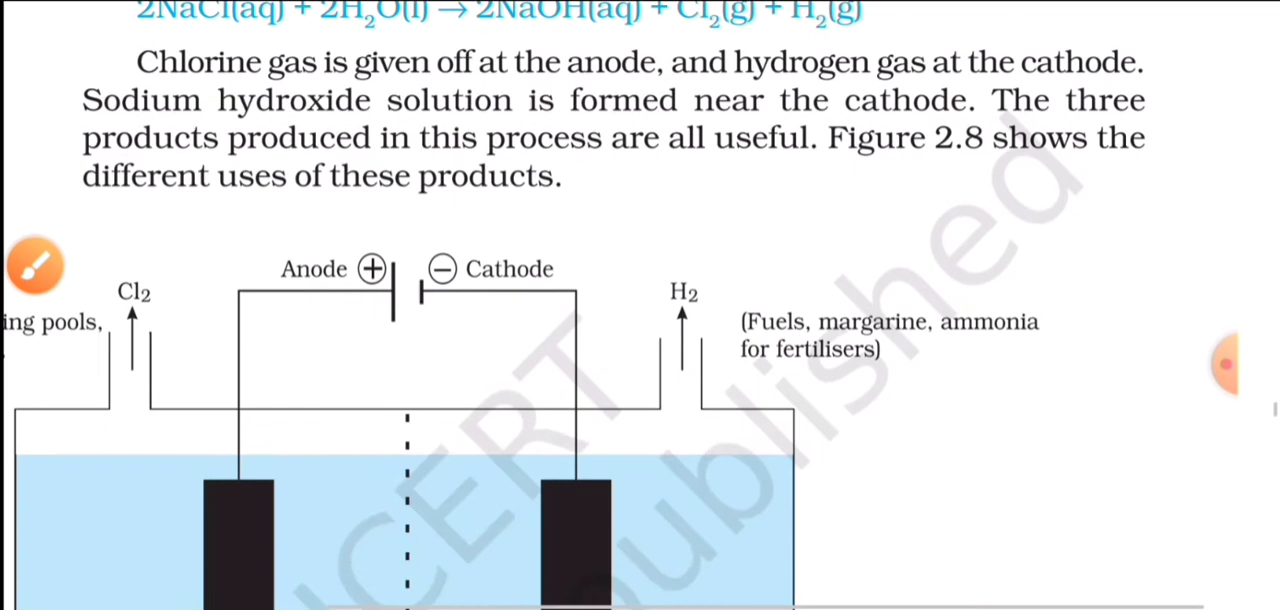 2NaCl(aq) + 2H₂O(l) → 2NaOH(aq) + Cl₂(g) + H₂(g)
Chlorine gas is given off at the anode, and hydrogen gas at the cathode.
Sodium hydroxide solution is formed near the cathode. The three
products produced in this process are all useful. Figure 2.8 shows the
different uses of these products.
Anode + − Cathode
Cl₂
H₂
ing pools,
(Fuels, margarine, ammonia
for fertilisers)
NCERT
ublished